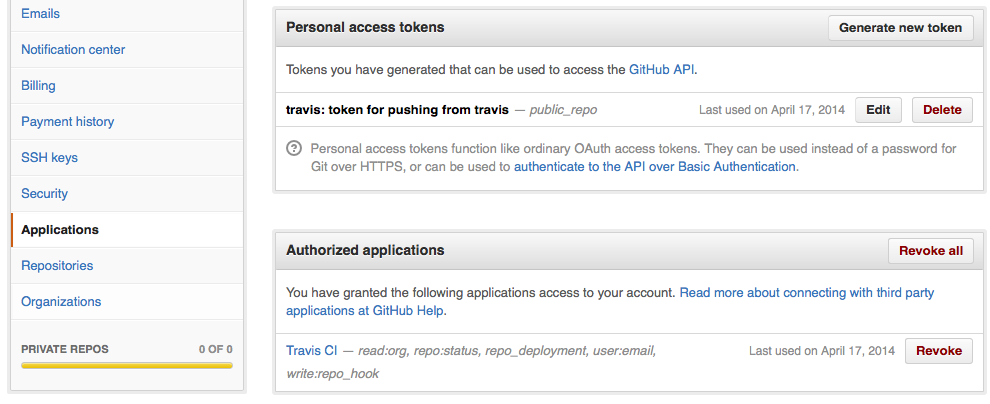 Emails
Notification center
Billing
Payment history
SSH keys
Security
Applications
Repositories
Organizations
PRIVATE REPOS 0 OF 0
Personal access tokens Generate new token
Tokens you have generated that can be used to access the GitHub API.
travis: token for pushing from travis — public_repo Last used on April 17, 2014 Edit Delete
Personal access tokens function like ordinary OAuth access tokens. They can be used instead of a password for
Git over HTTPS, or can be used to authenticate to the API over Basic Authentication.
Authorized applications Revoke all
You have granted the following applications access to your account. Read more about connecting with third party
applications at GitHub Help.
Travis CI — read:org, repo:status, repo_deployment, user:email, Last used on April 17, 2014 Revoke
write:repo_hook